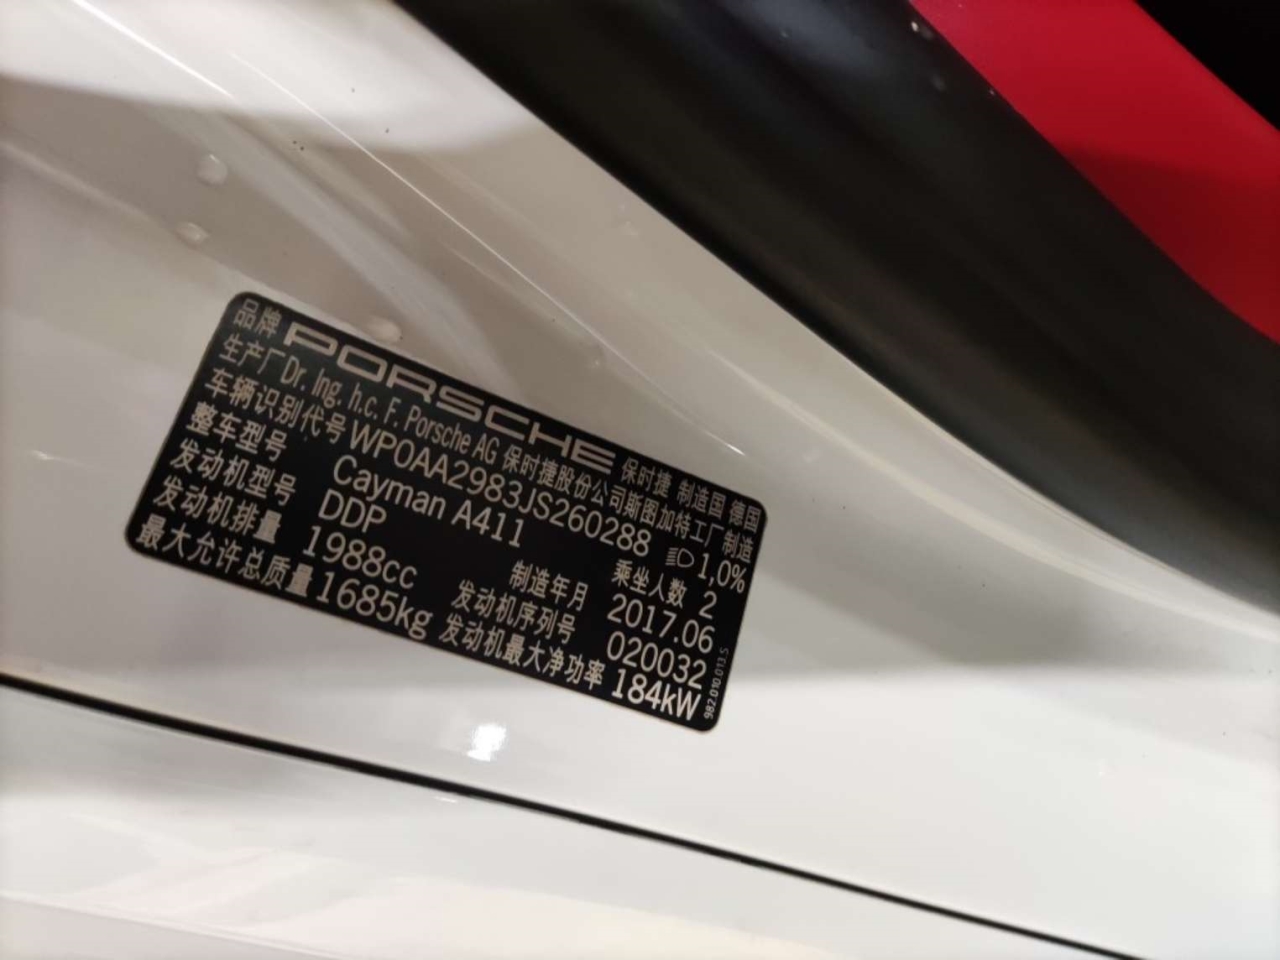 品牌 PORSCHE 保时捷 制造国 德国
生产厂 Dr. Ing. h.c. F. Porsche AG 保时捷股份公司斯图加特工厂制造
车辆识别代号 WP0AA2983JS260288 1,0%
整车型号 Cayman A411 乘坐人数 2
发动机型号 DDP 制造年月 2017.06
发动机排量 1988cc 发动机序列号 020032
最大允许总质量 1685kg 发动机最大净功率 184kW
982.010.013.S